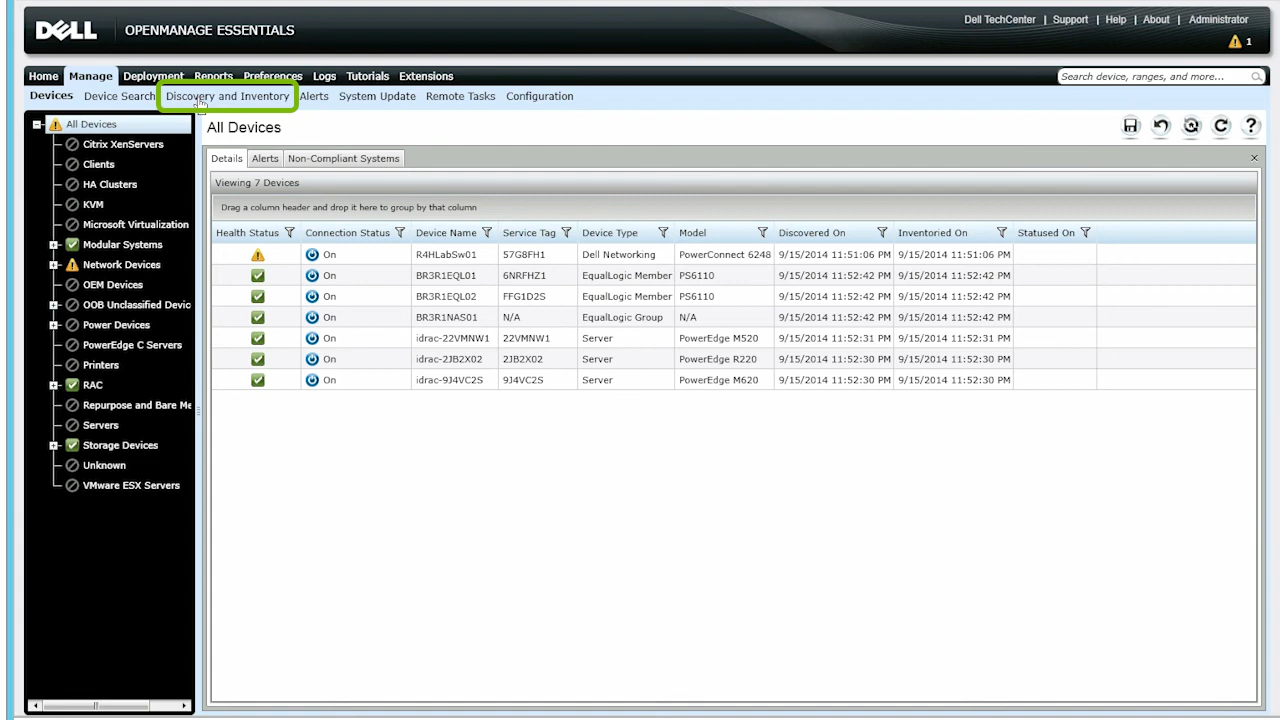 DELL OPENMANAGE ESSENTIALS
Dell TechCenter | Support | Help | About | Administrator
1
Home Manage Deployment Reports Preferences Logs Tutorials Extensions
Search device, ranges, and more...
Devices Device Search Discovery and Inventory Alerts System Update Remote Tasks Configuration
All Devices
Citrix XenServers
Clients
HA Clusters
KVM
Microsoft Virtualization
Modular Systems
Network Devices
OEM Devices
OOB Unclassified Devic
Power Devices
PowerEdge C Servers
Printers
RAC
Repurpose and Bare Me
Servers
Storage Devices
Unknown
VMware ESX Servers
All Devices
Details Alerts Non-Compliant Systems
Viewing 7 Devices
Drag a column header and drop it here to group by that column
Health Status Connection Status Device Name Service Tag Device Type Model Discovered On Inventoried On Statused On
On R4HLabSw01 57G8FH1 Dell Networking PowerConnect 6248 9/15/2014 11:51:06 PM 9/15/2014 11:51:06 PM
On BR3R1EQL01 6NRFHZ1 EqualLogic Member PS6110 9/15/2014 11:52:42 PM 9/15/2014 11:52:42 PM
On BR3R1EQL02 FFG1D2S EqualLogic Member PS6110 9/15/2014 11:52:42 PM 9/15/2014 11:52:42 PM
On BR3R1NAS01 N/A EqualLogic Group N/A 9/15/2014 11:52:42 PM 9/15/2014 11:52:42 PM
On idrac-22VMNW1 22VMNW1 Server PowerEdge M520 9/15/2014 11:52:31 PM 9/15/2014 11:52:31 PM
On idrac-2JB2X02 2JB2X02 Server PowerEdge R220 9/15/2014 11:52:30 PM 9/15/2014 11:52:30 PM
On idrac-9J4VC2S 9J4VC2S Server PowerEdge M620 9/15/2014 11:52:30 PM 9/15/2014 11:52:30 PM